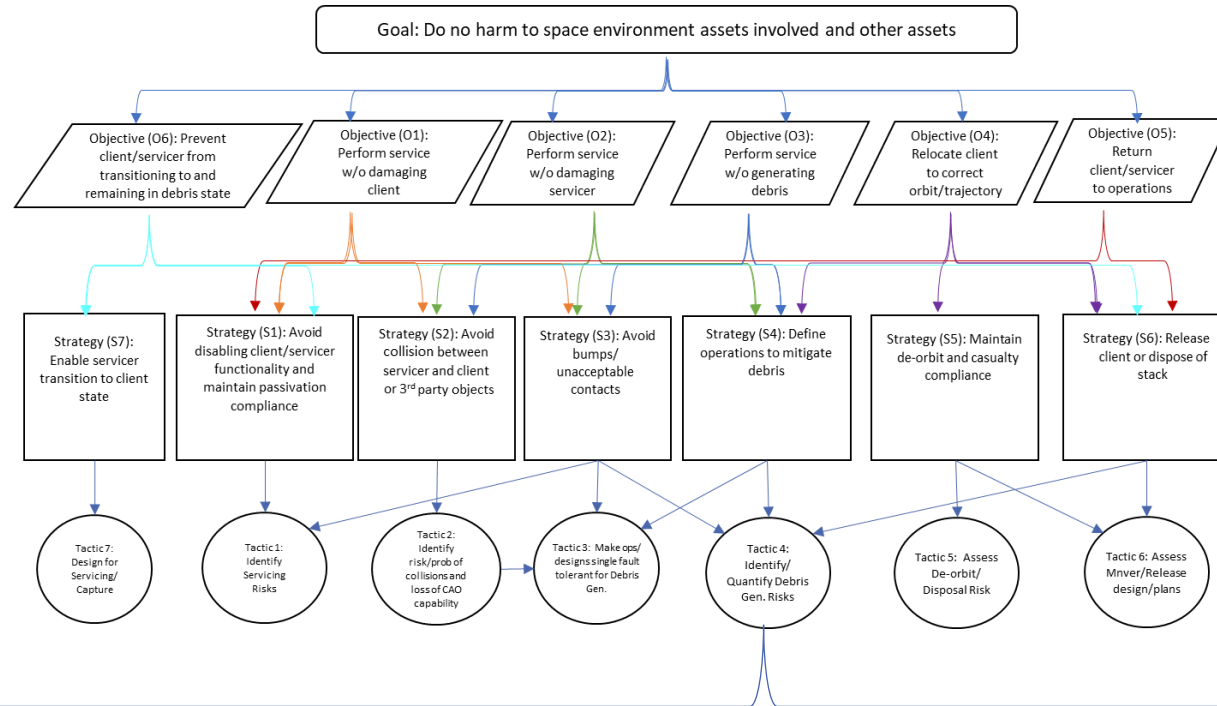 Goal: Do no harm to space environment assets involved and other assets
Objective (O6): Prevent
client/servicer from
transitioning to and
remaining in debris state
Objective (O1):
Perform service
w/o damaging
client
Objective (O2):
Perform service
w/o damaging
servicer
Objective (O3):
Perform service
w/o generating
debris
Objective (O4):
Relocate client
to correct
orbit/trajectory
Objective (O5):
Return
client/servicer
to operations
Strategy (S7):
Enable servicer
transition to client
state
Strategy (S1): Avoid
disabling client/servicer
functionality and
maintain passivation
compliance
Strategy (S2): Avoid
collision between
servicer and client
or 3rd party objects
Strategy (S3): Avoid
bumps/
unacceptable
contacts
Strategy (S4): Define
operations to mitigate
debris
Strategy (S5): Maintain
de-orbit and casualty
compliance
Strategy (S6): Release
client or dispose of
stack
Tactic 7: Design for
Servicing/
Capture
Tactic 1:
Identify
Servicing
Risks
Tactic 2:
Identify
risk/prob of
collisions and
loss of CAO
capability
Tactic 3: Make ops/
designs single fault
tolerant for Debris
Gen.
Tactic 4:
Identify/
Quantify Debris
Gen. Risks
Tactic 5: Assess
De-orbit/
Disposal Risk
Tactic 6: Assess
Mnver/Release
design/plans